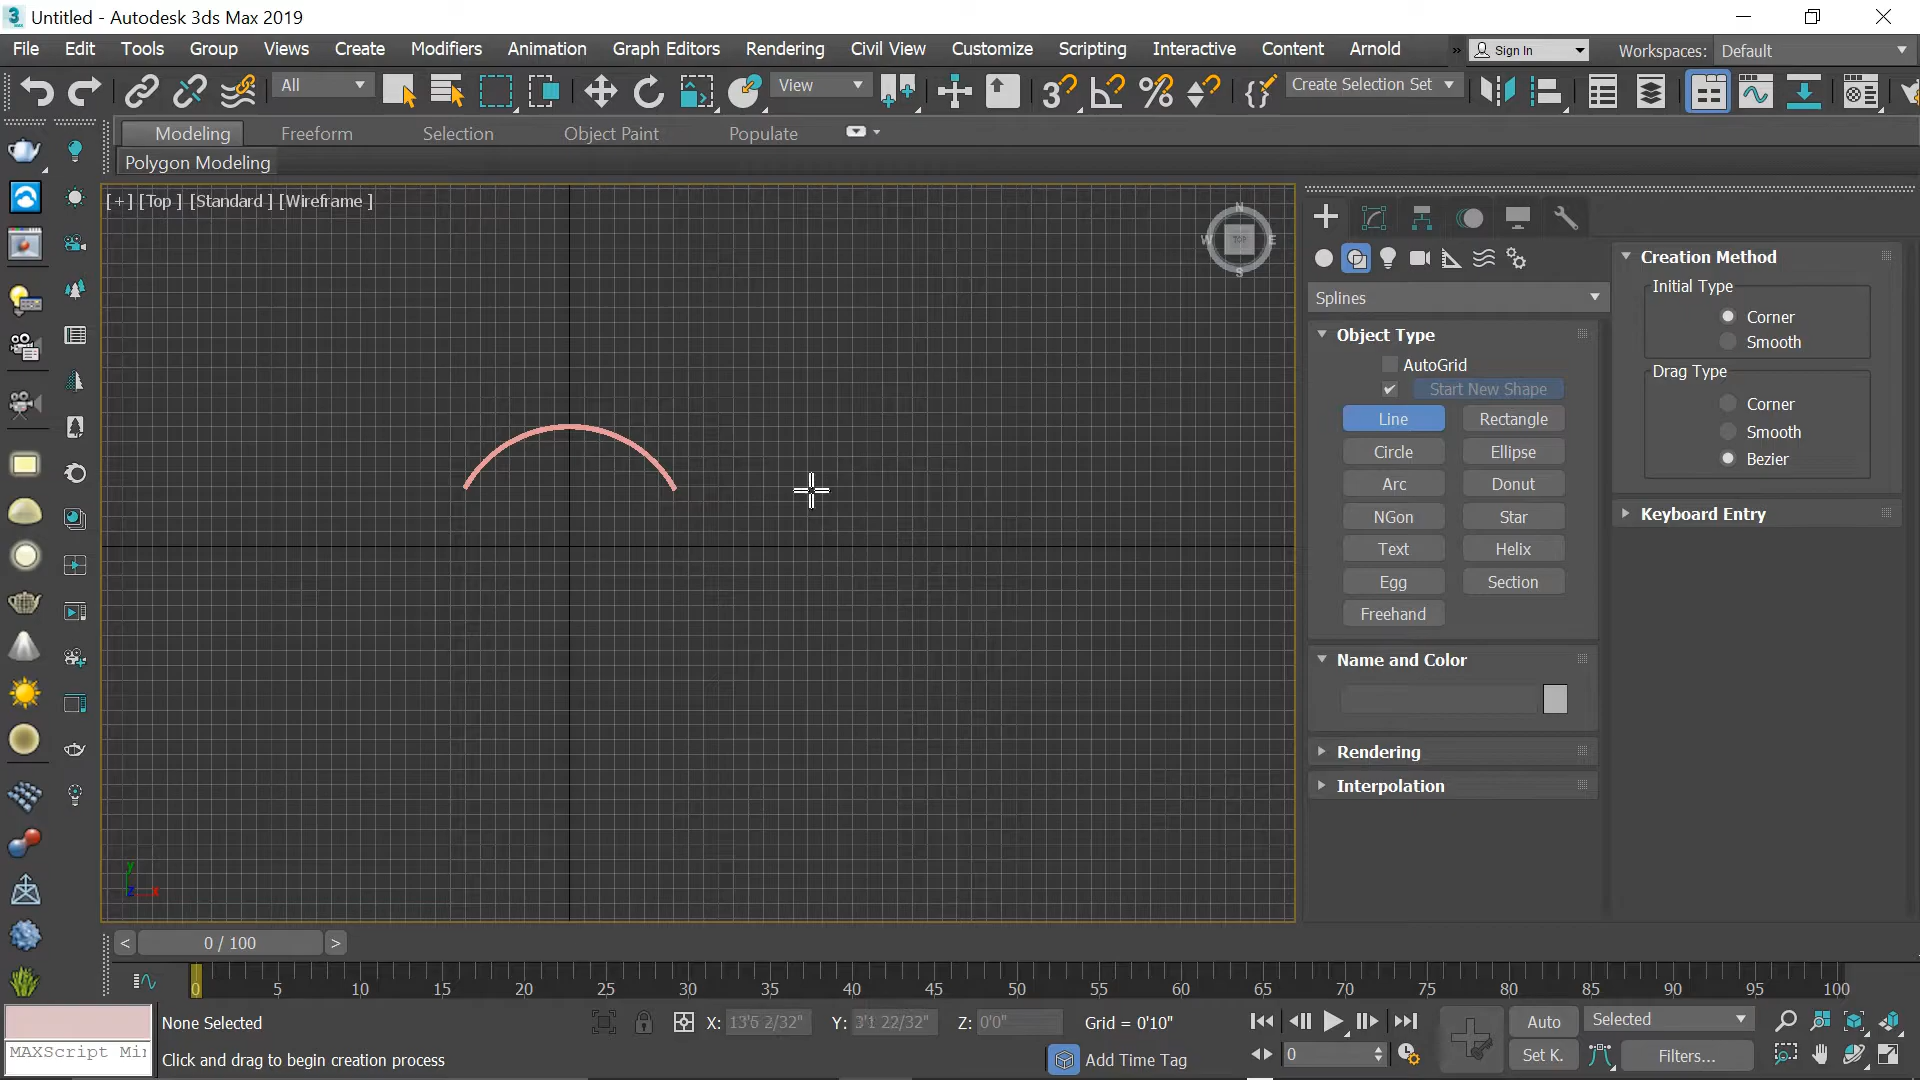 Untitled - Autodesk 3ds Max 2019
File Edit Tools Group Views Create Modifiers Animation Graph Editors Rendering Civil View Customize Scripting Interactive Content Arnold » Sign In Workspaces: Default
All View Create Selection Set
Modeling Freeform Selection Object Paint Populate
Polygon Modeling
[+] [Top ] [Standard ] [Wireframe ]
N
W TOP E
S
Splines
Object Type
AutoGrid
Start New Shape
Line Rectangle
Circle Ellipse
Arc Donut
NGon Star
Text Helix
Egg Section
Freehand
Name and Color
Rendering
Interpolation
Creation Method
Initial Type
Corner
Smooth
Drag Type
Corner
Smooth
Bezier
Keyboard Entry
y
z x
< 0 / 100 >
0 5 10 15 20 25 30 35 40 45 50 55 60 65 70 75 80 85 90 95 100
None Selected X: 13'6 2/32" Y: 3'1 22/32" Z: 0'0" Grid = 0'10" Auto Selected
MAXScript Mir Click and drag to begin creation process Add Time Tag 0 Set K. Filters...